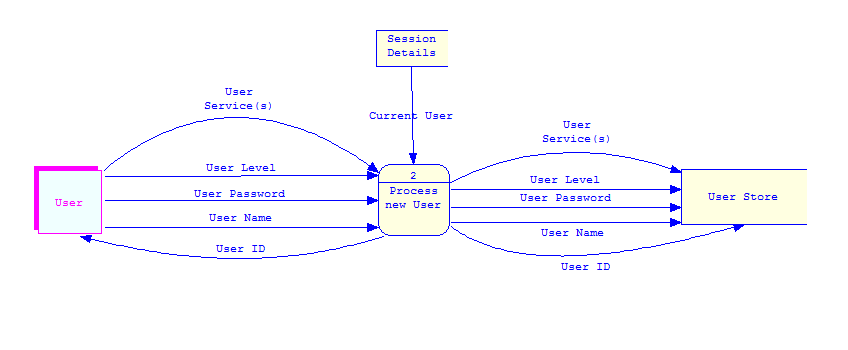 Session
Details
User
Service(s)
Current User
User
Service(s)
User Level
2
User Level
User Password
Process
User Password
User
new User
User Store
User Name
User Name
User ID
User ID